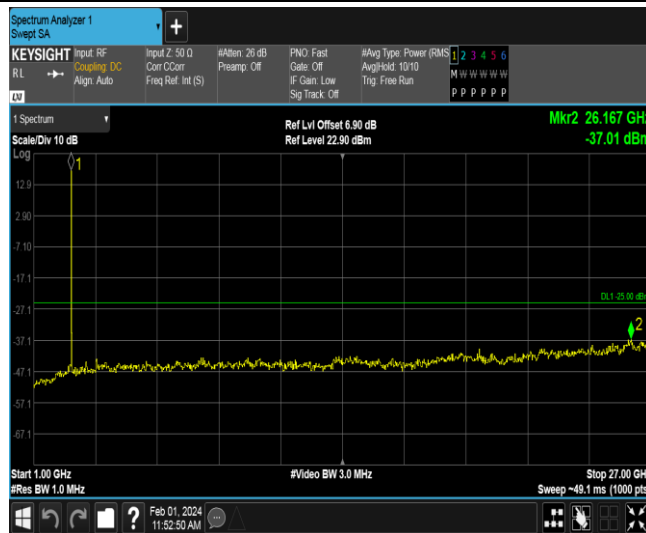 Spectrum Analyzer 1
Swept SA
+
KEYSIGHT
RL
Input: RF
Coupling: DC
Align: Auto
Input Z: 50 Ω
Corr CCorr
Freq Ref: Int (S)
#Atten: 26 dB
Preamp: Off
PNO: Fast
Gate: Off
IF Gain: Low
Sig Track: Off
#Avg Type: Power (RMS
Avg|Hold: 10/10
Trig: Free Run
1 2 3 4 5 6
M W W W W W
P P P P P P
1 Spectrum
Scale/Div 10 dB
Log
Ref Lvl Offset 6.90 dB
Ref Level 22.90 dBm
Mkr2 26.167 GHz
-37.01 dBm
1
12.9
2.90
-7.10
-17.1
DL1 -25.00 dBm
-27.1
2
-37.1
-47.1
-57.1
-67.1
Start 1.00 GHz
#Res BW 1.0 MHz
#Video BW 3.0 MHz
Stop 27.00 GH
Sweep ~49.1 ms (1000 pts
?
Feb 01, 2024
11:52:50 AM